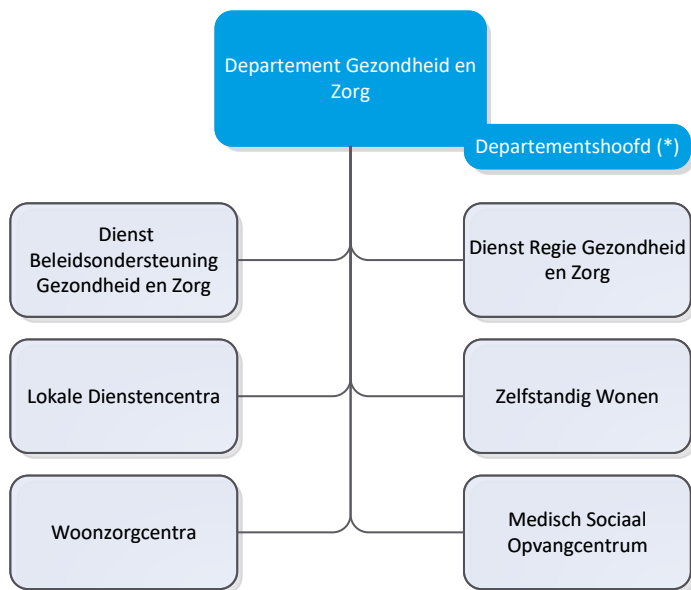 Departement Gezondheid en
Zorg
Departementshoofd (*)
Dienst
Beleidsondersteuning
Gezondheid en Zorg
Dienst Regie Gezondheid
en Zorg
Lokale Dienstencentra
Zelfstandig Wonen
Woonzorgcentra
Medisch Sociaal
Opvangcentrum